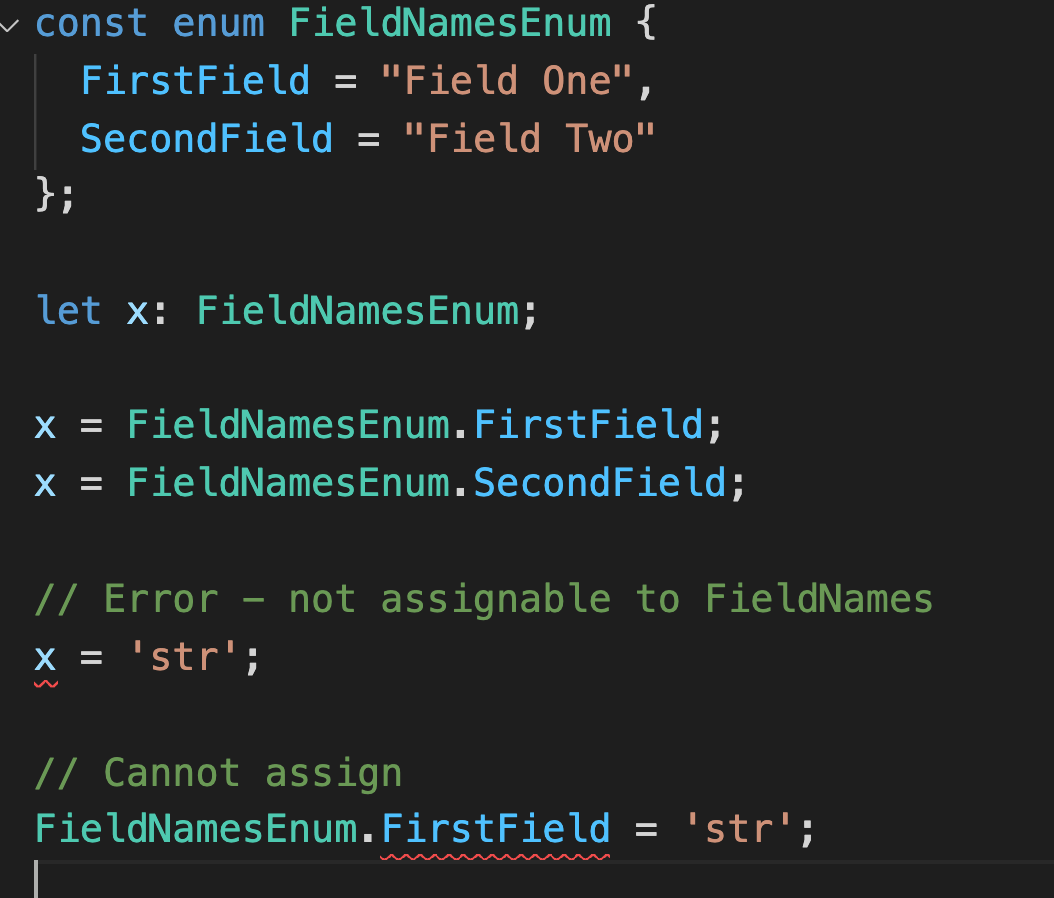 const enum FieldNamesEnum {
  FirstField = "Field One",
  SecondField = "Field Two"
};
let x: FieldNamesEnum;
x = FieldNamesEnum.FirstField;
x = FieldNamesEnum.SecondField;
// Error - not assignable to FieldNames
x = 'str';
// Cannot assign
FieldNamesEnum.FirstField = 'str';